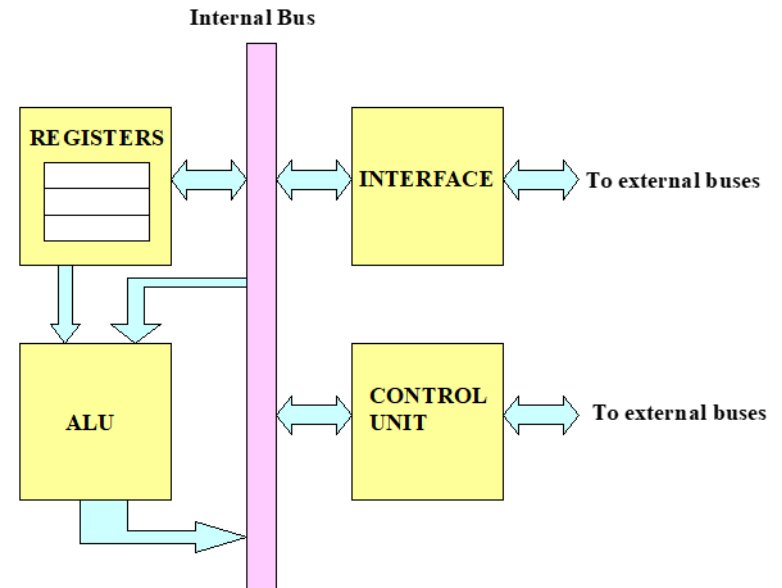 Internal Bus
REGISTERS
INTERFACE
To external buses
ALU
CONTROL
UNIT
To external buses